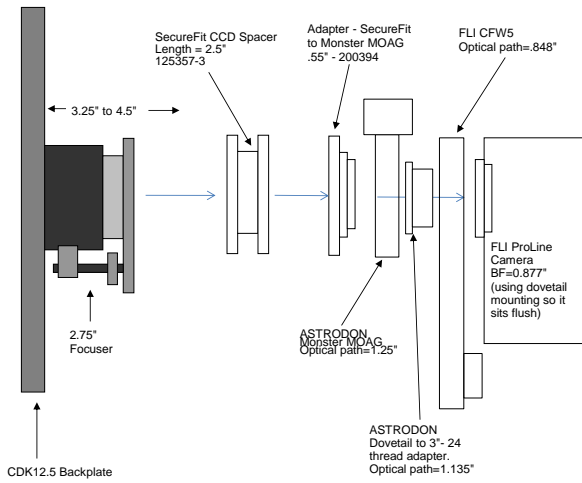 SecureFit CCD Spacer
Length = 2.5"
125357-3
Adapter - SecureFit
to Monster MOAG
.55" - 200394
FLI CFW5
Optical path=.848"
3.25" to 4.5"
FLI ProLine
Camera
BF=0.877"
(using dovetail
mounting so it
sits flush)
2.75"
Focuser
ASTRODON
Monster MOAG
Optical path=1.25"
ASTRODON
Dovetail to 3"- 24
thread adapter.
Optical path=1.135"
CDK12.5 Backplate